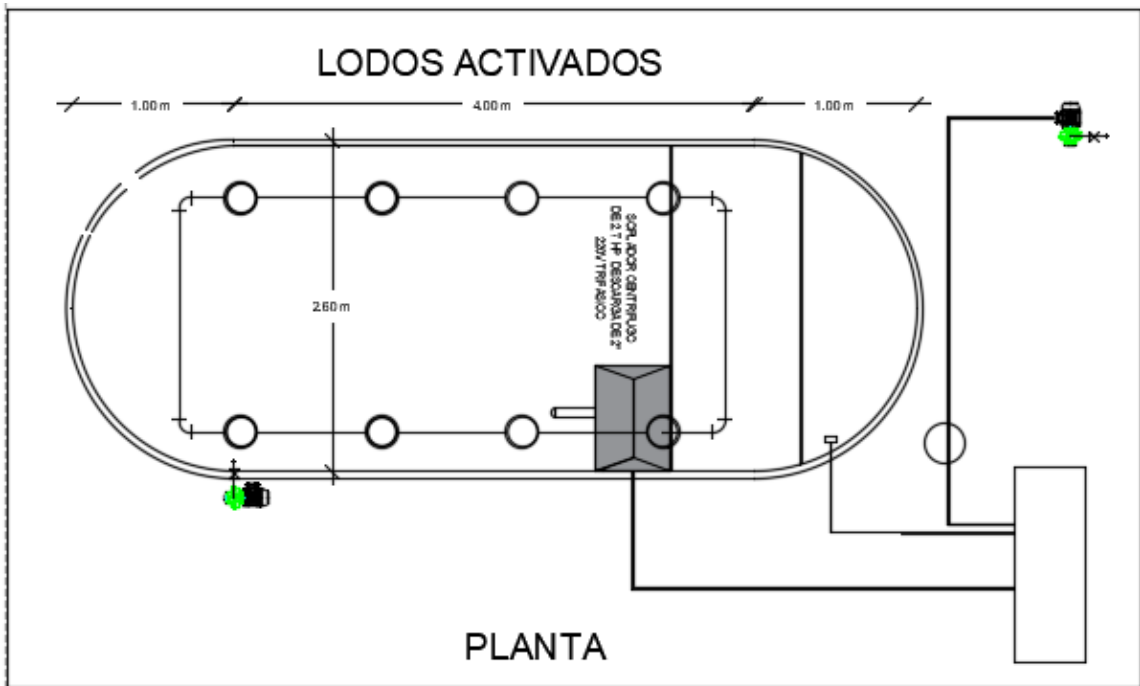 LODOS ACTIVADOS
1.00 m
4.00 m
1.00 m
SOPLADOR CENTRIFUGO
DE 2 7 HP DESCARGA DE 2"
220V TRIFASICO
2.60 m
PLANTA